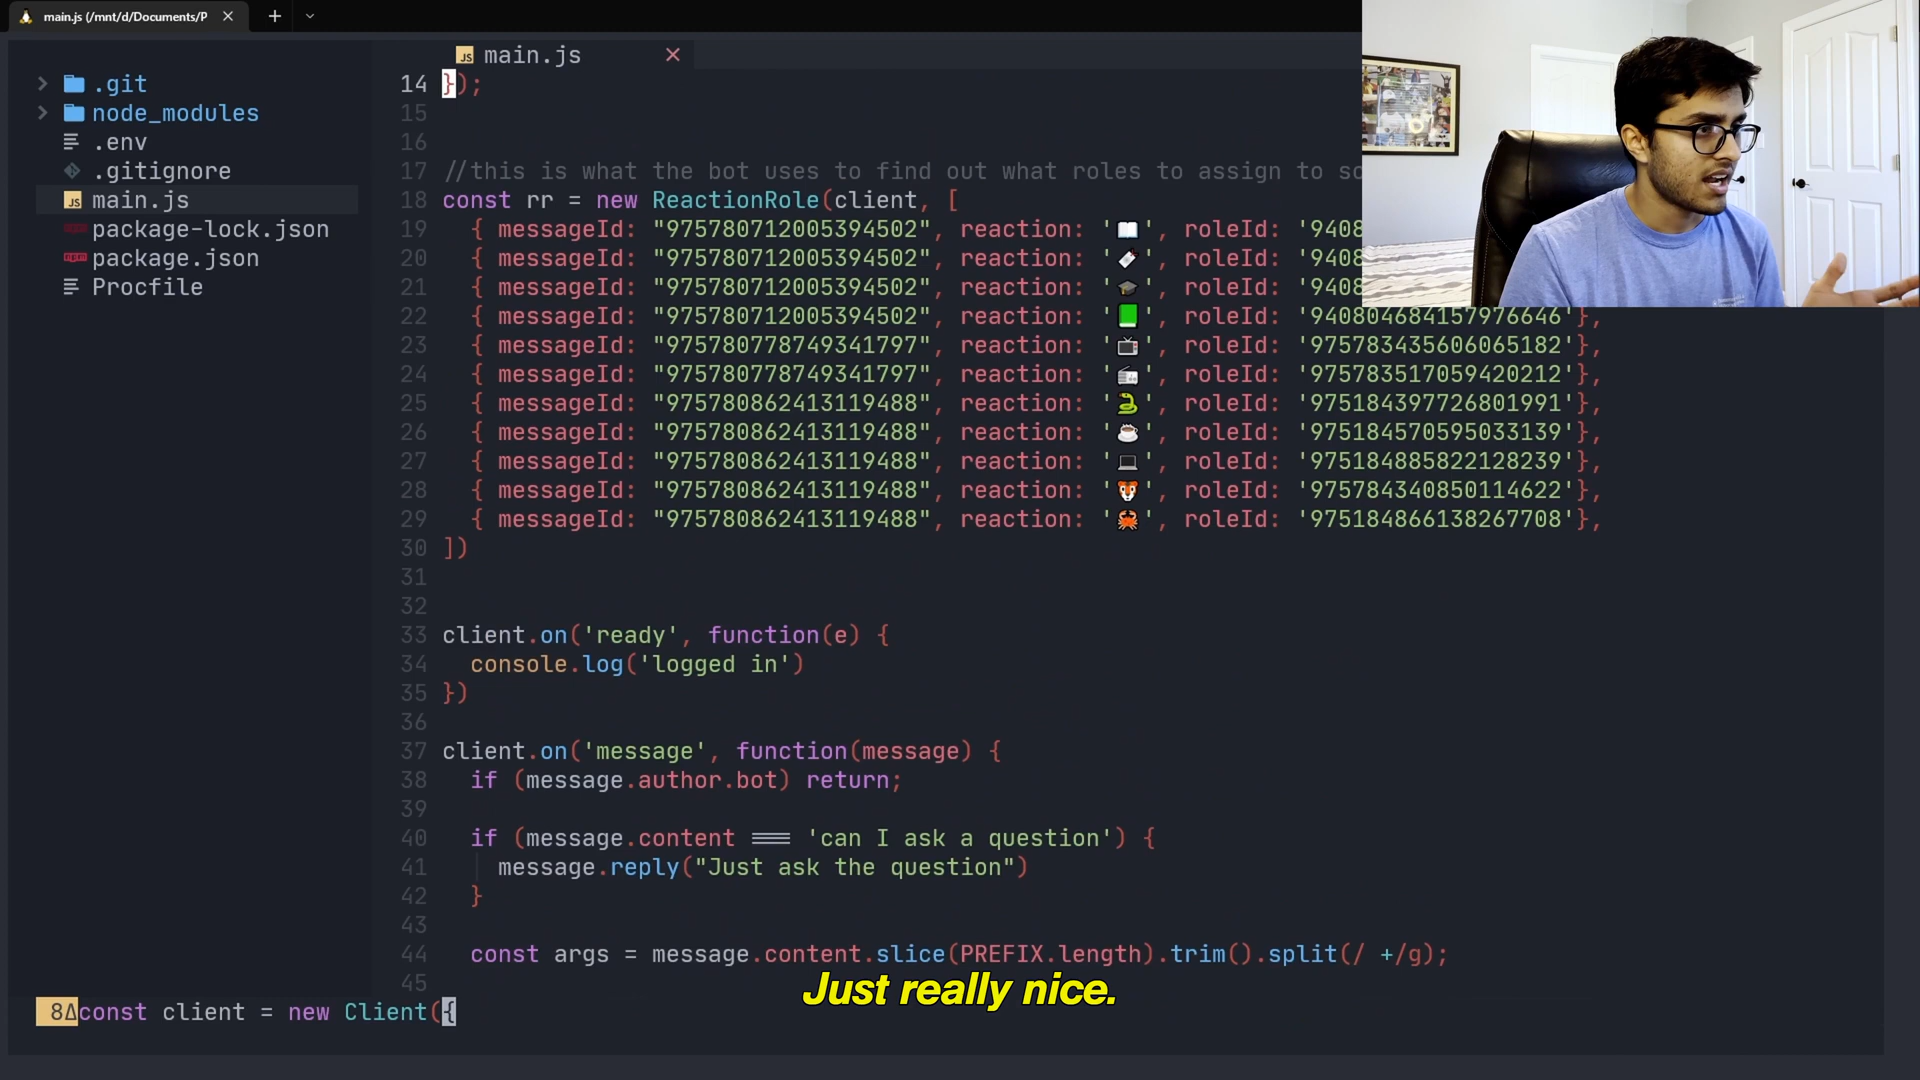 main.js (/mnt/d/Documents/P
main.js
.git
node_modules
.env
.gitignore
main.js
package-lock.json
package.json
Procfile
14 });
15
16
17 //this is what the bot uses to find out what roles to assign to
18 const rr = new ReactionRole(client, [
19 { messageId: "975780712005394502", reaction: '📖', roleId: '9408
20 { messageId: "975780712005394502", reaction: '', roleId: '9408
21 { messageId: "975780712005394502", reaction: '🎓', roleId: '9408
22 { messageId: "975780712005394502", reaction: '📗', roleId: '940804684157976646'},
23 { messageId: "975780778749341797", reaction: '📺', roleId: '975783435606065182'},
24 { messageId: "975780778749341797", reaction: '📻', roleId: '975783517059420212'},
25 { messageId: "975780862413119488", reaction: '🐍', roleId: '975184397726801991'},
26 { messageId: "975780862413119488", reaction: '☕', roleId: '975184570595033139'},
27 { messageId: "975780862413119488", reaction: '💻', roleId: '975184885822128239'},
28 { messageId: "975780862413119488", reaction: '🐯', roleId: '975784340850114622'},
29 { messageId: "975780862413119488", reaction: '🦀', roleId: '975184866138267708'},
30 ])
31
32
33 client.on('ready', function(e) {
34 console.log('logged in')
35 })
36
37 client.on('message', function(message) {
38 if (message.author.bot) return;
39
40 if (message.content === 'can I ask a question') {
41 message.reply("Just ask the question")
42 }
43
44 const args = message.content.slice(PREFIX.length).trim().split(/ +/g);
45
Just really nice.
8Δconst client = new Client({